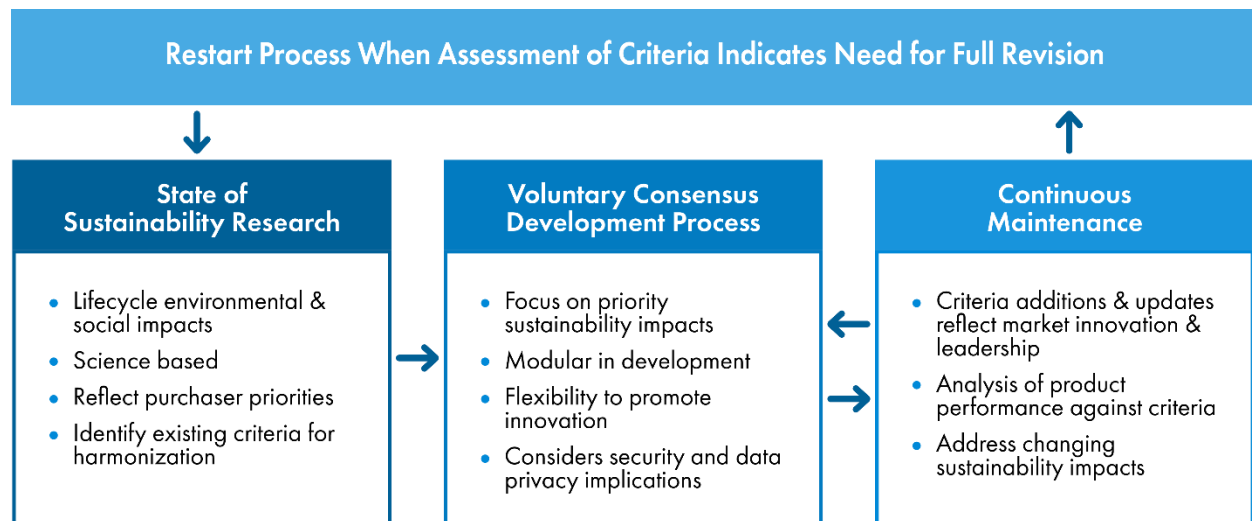 Restart Process When Assessment of Criteria Indicates Need for Full Revision
State of
Sustainability Research
• Lifecycle environmental &
social impacts
• Science based
• Reflect purchaser priorities
• Identify existing criteria for
harmonization
Voluntary Consensus
Development Process
• Focus on priority
sustainability impacts
• Modular in development
• Flexibility to promote
innovation
• Considers security and data
privacy implications
Continuous
Maintenance
• Criteria additions & updates
reflect market innovation &
leadership
• Analysis of product
performance against criteria
• Address changing
sustainability impacts